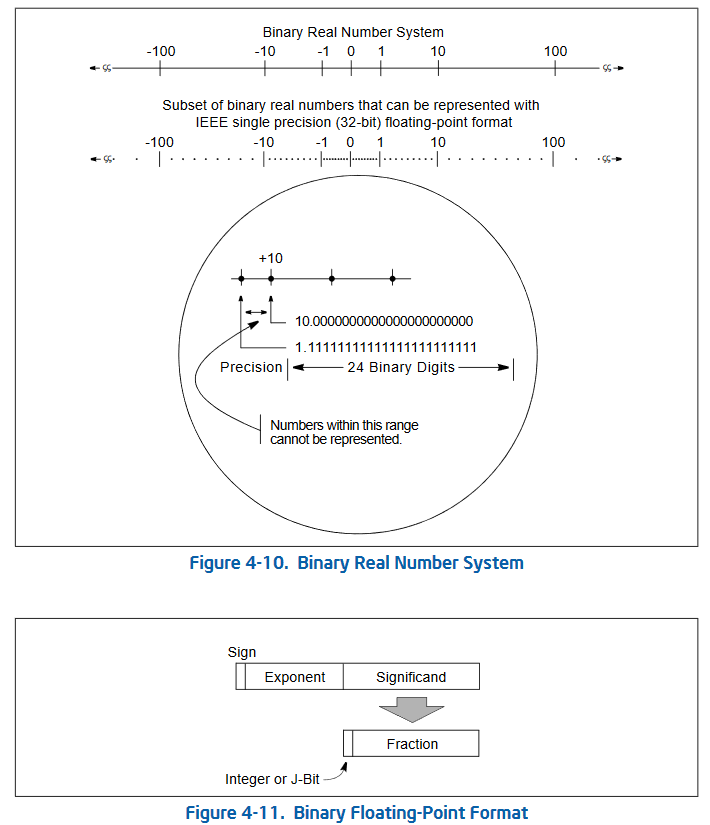 Binary Real Number System
-100 -10 -1 0 1 10 100
Subset of binary real numbers that can be represented with
IEEE single precision (32-bit) floating-point format
-100 -10 -1 0 1 10 100
+10
10.0000000000000000000000
1.11111111111111111111111
Precision 24 Binary Digits
Numbers within this range
cannot be represented.
Figure 4-10. Binary Real Number System
Sign
Exponent Significand
Fraction
Integer or J-Bit
Figure 4-11. Binary Floating-Point Format